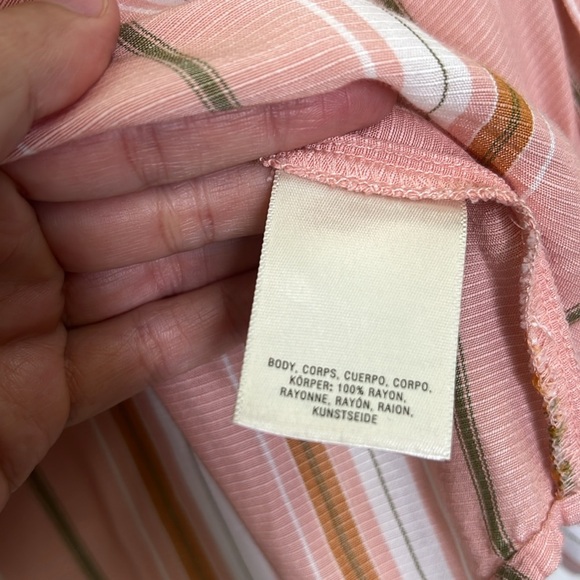 BODY, CORPS, CUERPO, CORPO,
KÖRPER: 100% RAYON,
RAYONNE, RAYÓN, RAION,
KUNSTSEIDE